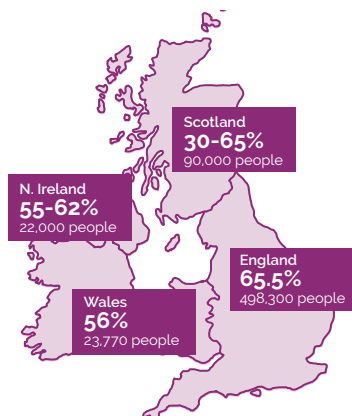 Scotland
30-65%
90,000 people
N. Ireland
55-62%
22,000 people
England
65.5%
498,300 people
Wales
56%
23,770 people